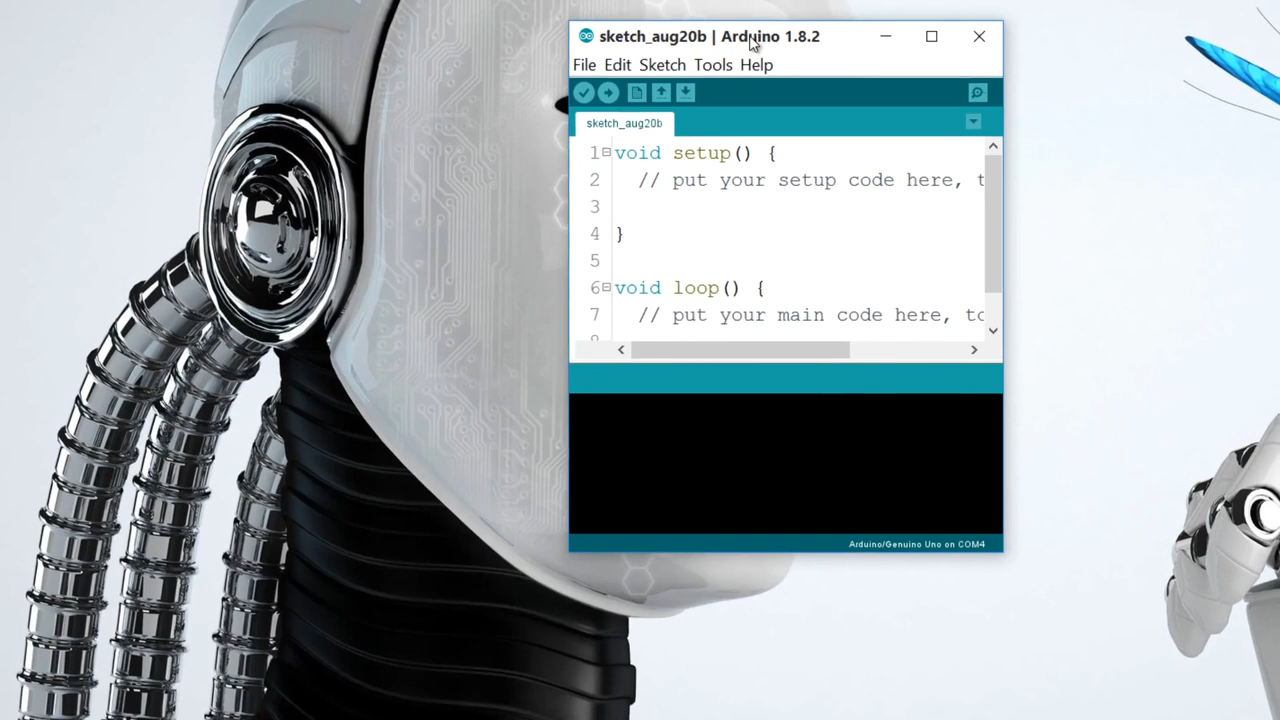 sketch_aug20b | Arduino 1.8.2
File Edit Sketch Tools Help
sketch_aug20b
1 void setup() {
2 // put your setup code here, t
3
4 }
5
6 void loop() {
7 // put your main code here, to
Arduino/Genuino Uno on COM4